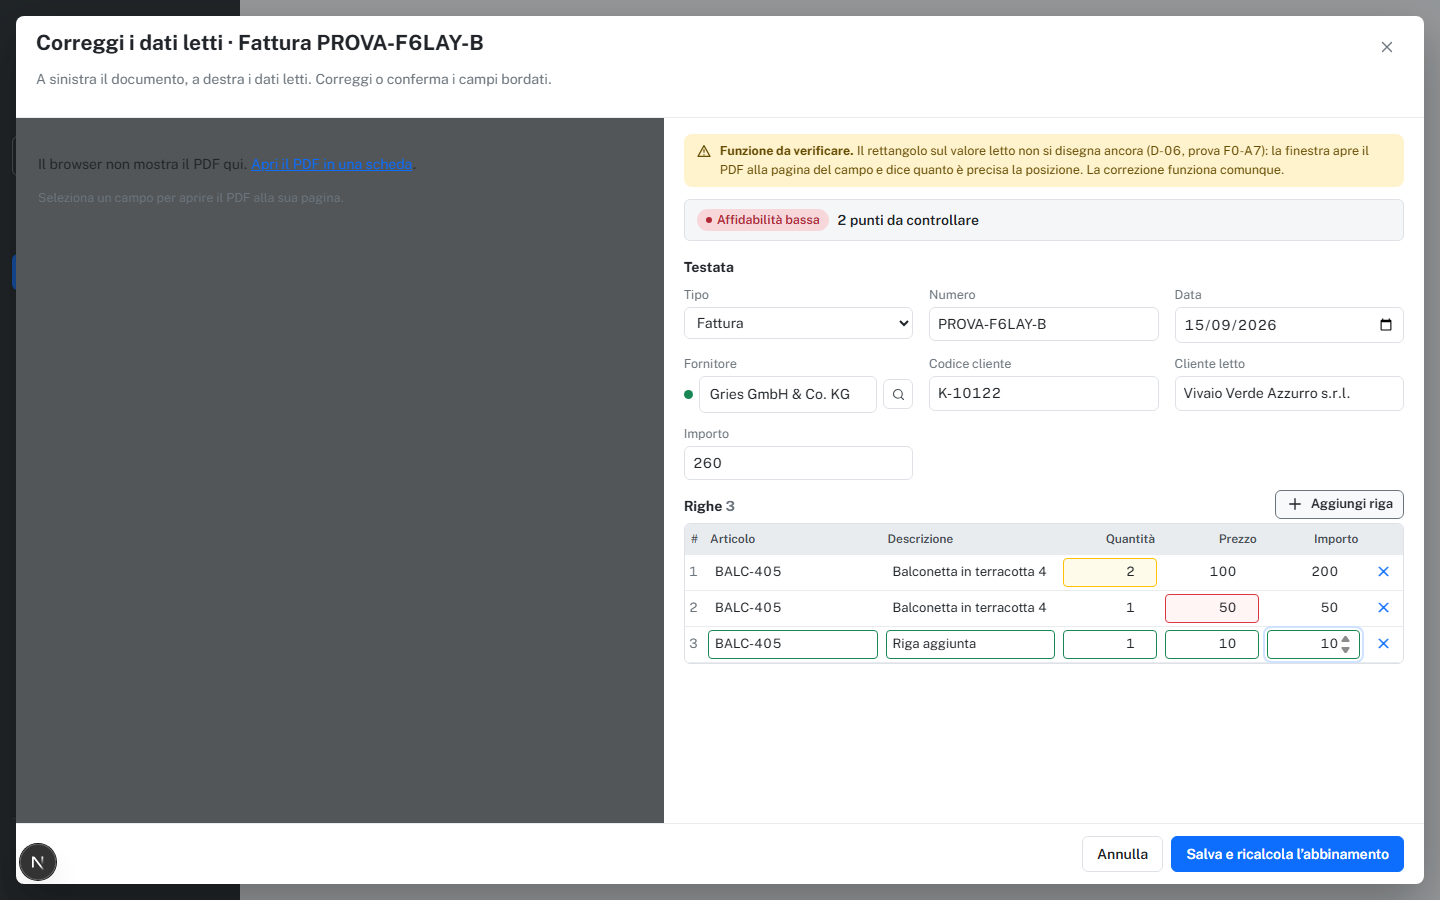 Correggi i dati letti · Fattura PROVA-F6LAY-B
A sinistra il documento, a destra i dati letti. Correggi o conferma i campi bordati.
Il browser non mostra il PDF qui. Apri il PDF in una scheda.
Seleziona un campo per aprire il PDF alla sua pagina.
Funzione da verificare. Il rettangolo sul valore letto non si disegna ancora (D-06, prova F0-A7): la finestra apre il
PDF alla pagina del campo e dice quanto è precisa la posizione. La correzione funziona comunque.
Affidabilità bassa 2 punti da controllare
Testata
Tipo Numero Data
Fattura PROVA-F6LAY-B 15/09/2026
Fornitore Codice cliente Cliente letto
Gries GmbH & Co. KG K-10122 Vivaio Verde Azzurro s.r.l.
Importo
260
Righe 3 Aggiungi riga
# Articolo Descrizione Quantità Prezzo Importo
1 BALC-405 Balconetta in terracotta 4 2 100 200
2 BALC-405 Balconetta in terracotta 4 1 50 50
3 BALC-405 Riga aggiunta 1 10 10
N Annulla Salva e ricalcola l'abbinamento